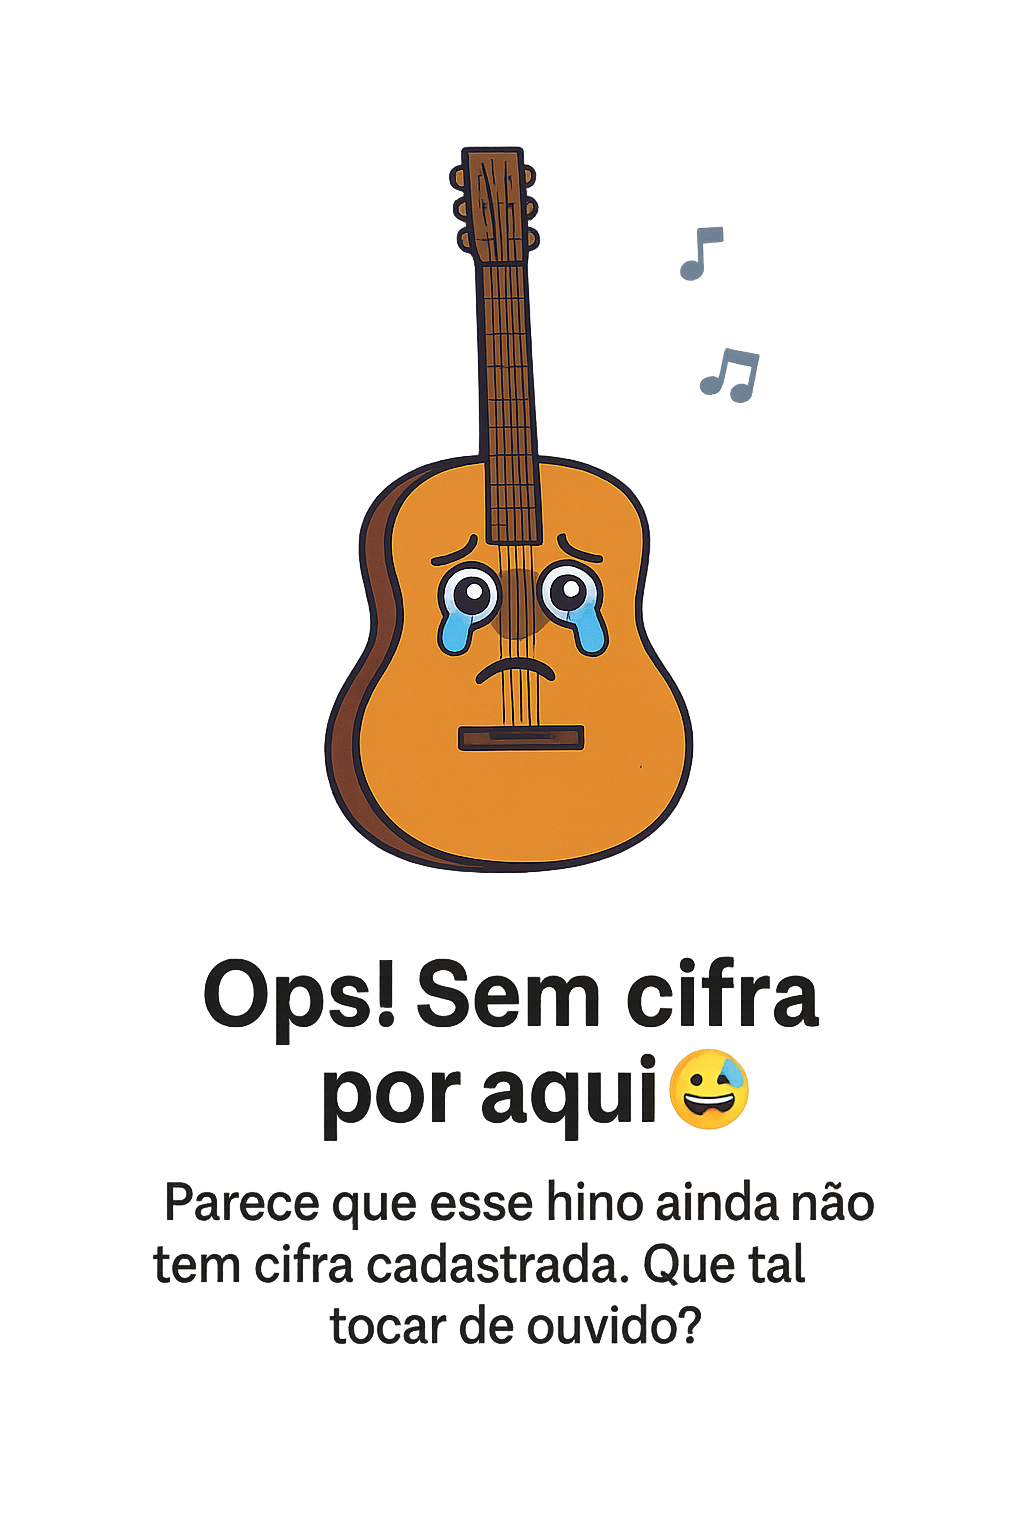 Ops! Sem cifra
por aqui😅
Parece que esse hino ainda não
tem cifra cadastrada. Que tal
tocar de ouvido?